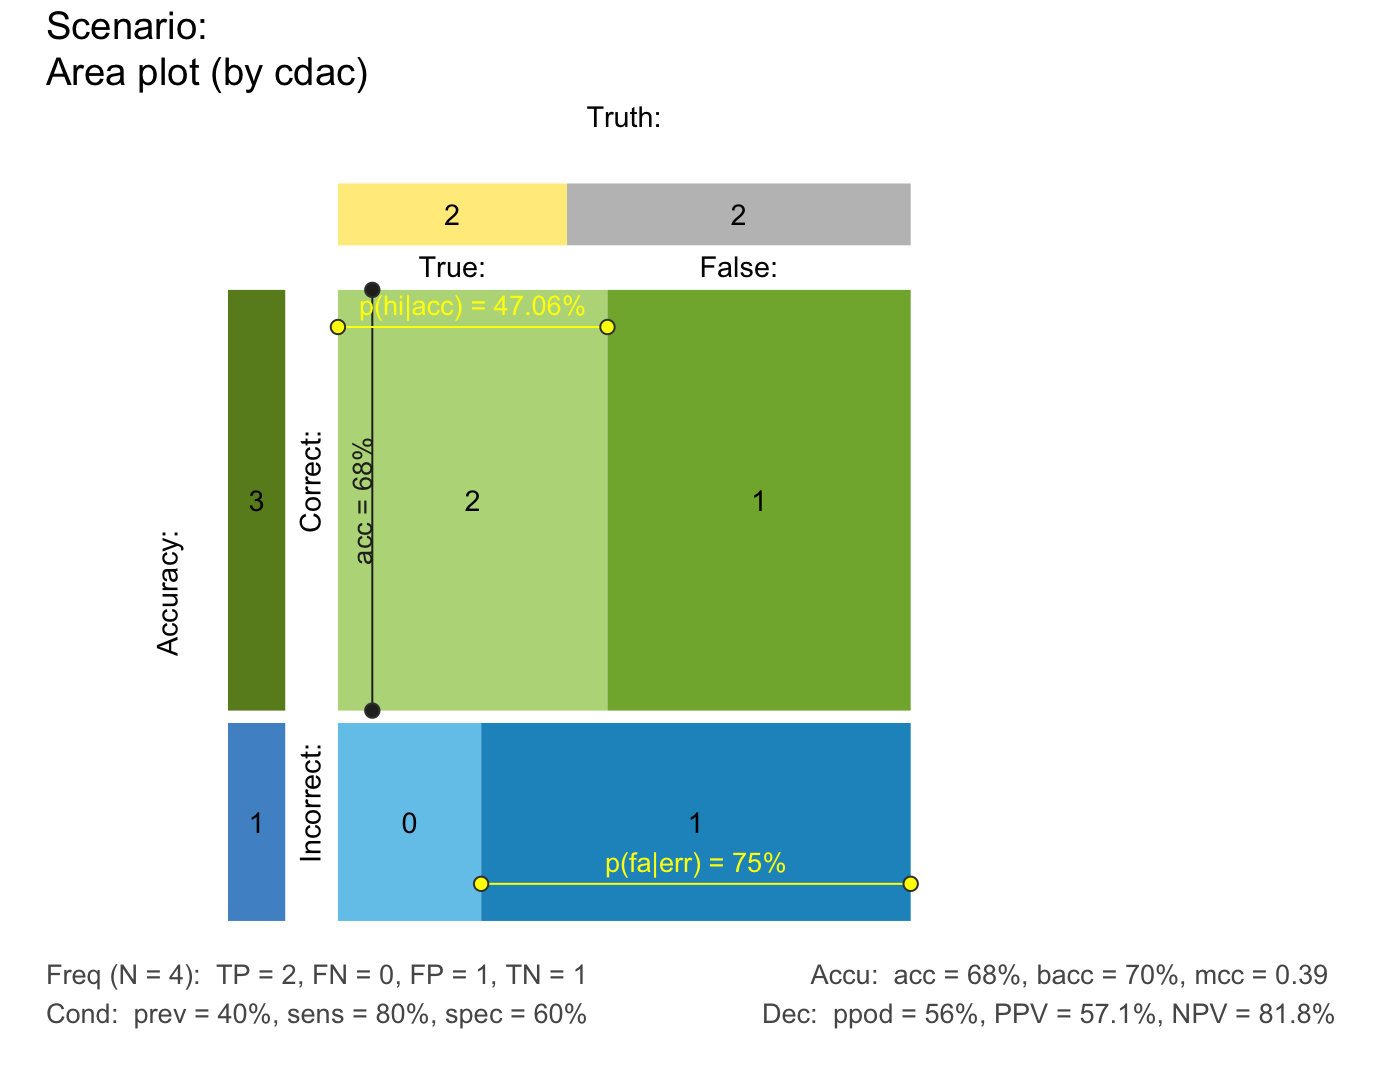 Scenario:
Area plot (by cdac)
Truth:
2
2
True:
False:
p(hi|acc) = 47.06%
Accuracy:
3
Correct:
acc = 68%
2
1
1
Incorrect:
0
1
p(fa|err) = 75%
Freq (N = 4):  TP = 2, FN = 0, FP = 1, TN = 1
Accu:  acc = 68%, bacc = 70%, mcc = 0.39
Cond:  prev = 40%, sens = 80%, spec = 60%
Dec:  ppod = 56%, PPV = 57.1%, NPV = 81.8%